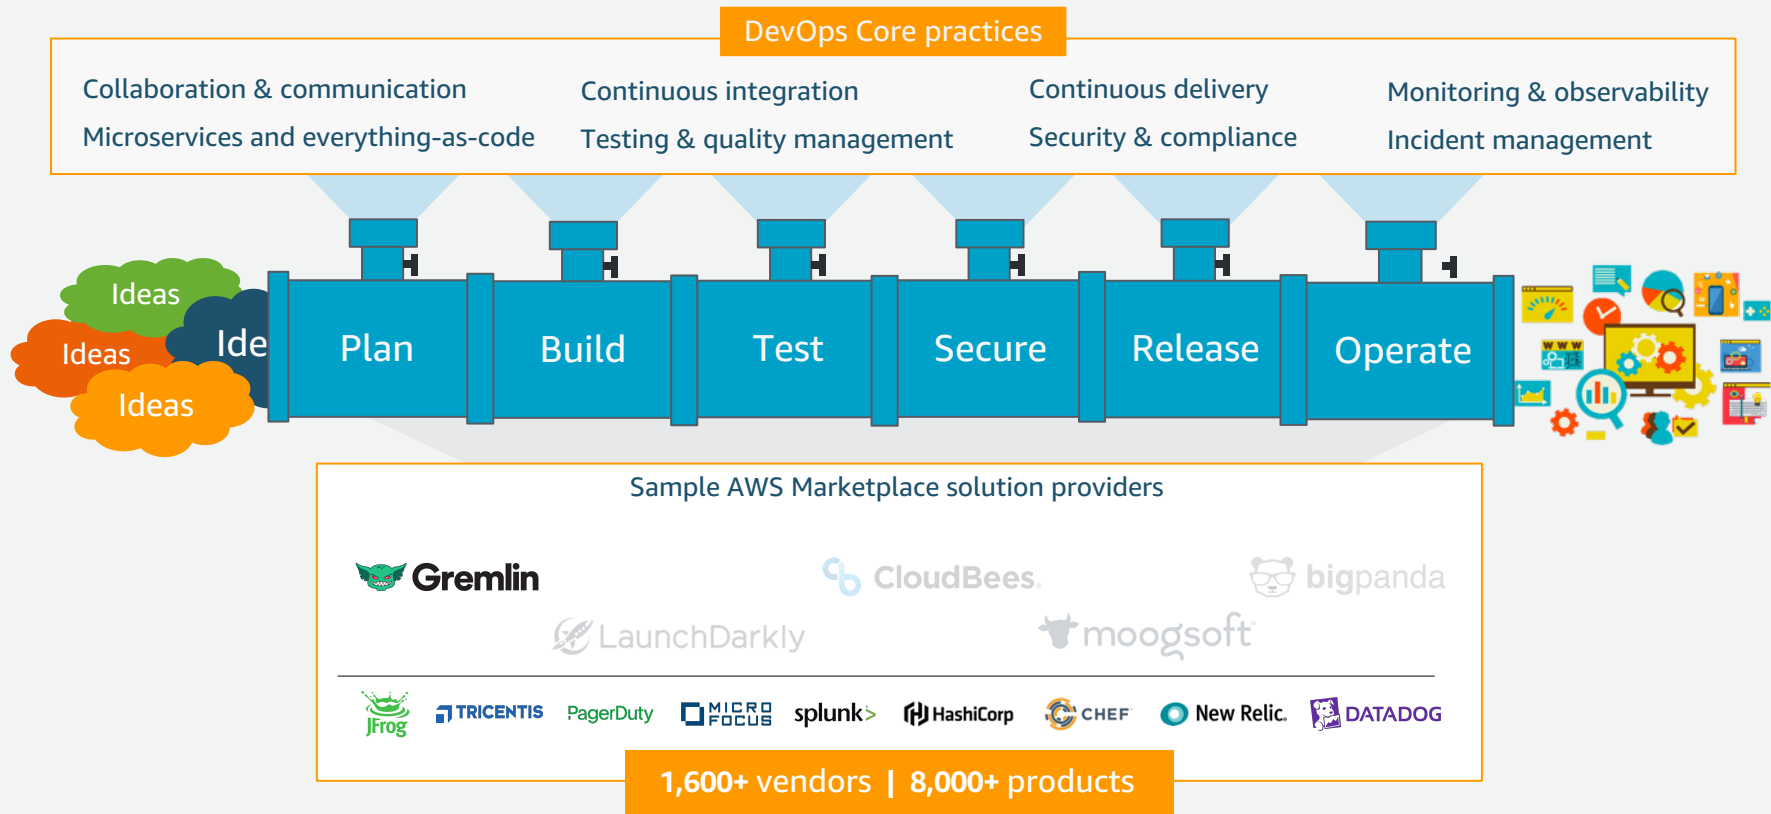 DevOps Core practices
Collaboration & communication
Microservices and everything-as-code
Continuous integration
Testing & quality management
Continuous delivery
Security & compliance
Monitoring & observability
Incident management
Ideas
Ideas
Ide
Ideas
Plan
Build
Test
Secure
Release
Operate
WWW
Sample AWS Marketplace solution providers
Gremlin
CloudBees.
bigpanda
LaunchDarkly
moogsoft
JFrog
TRICENTIS
PagerDuty
MICRO
FOCUS
splunk>
HashiCorp
CHEF
New Relic.
DATADOG
1,600+ vendors | 8,000+ products